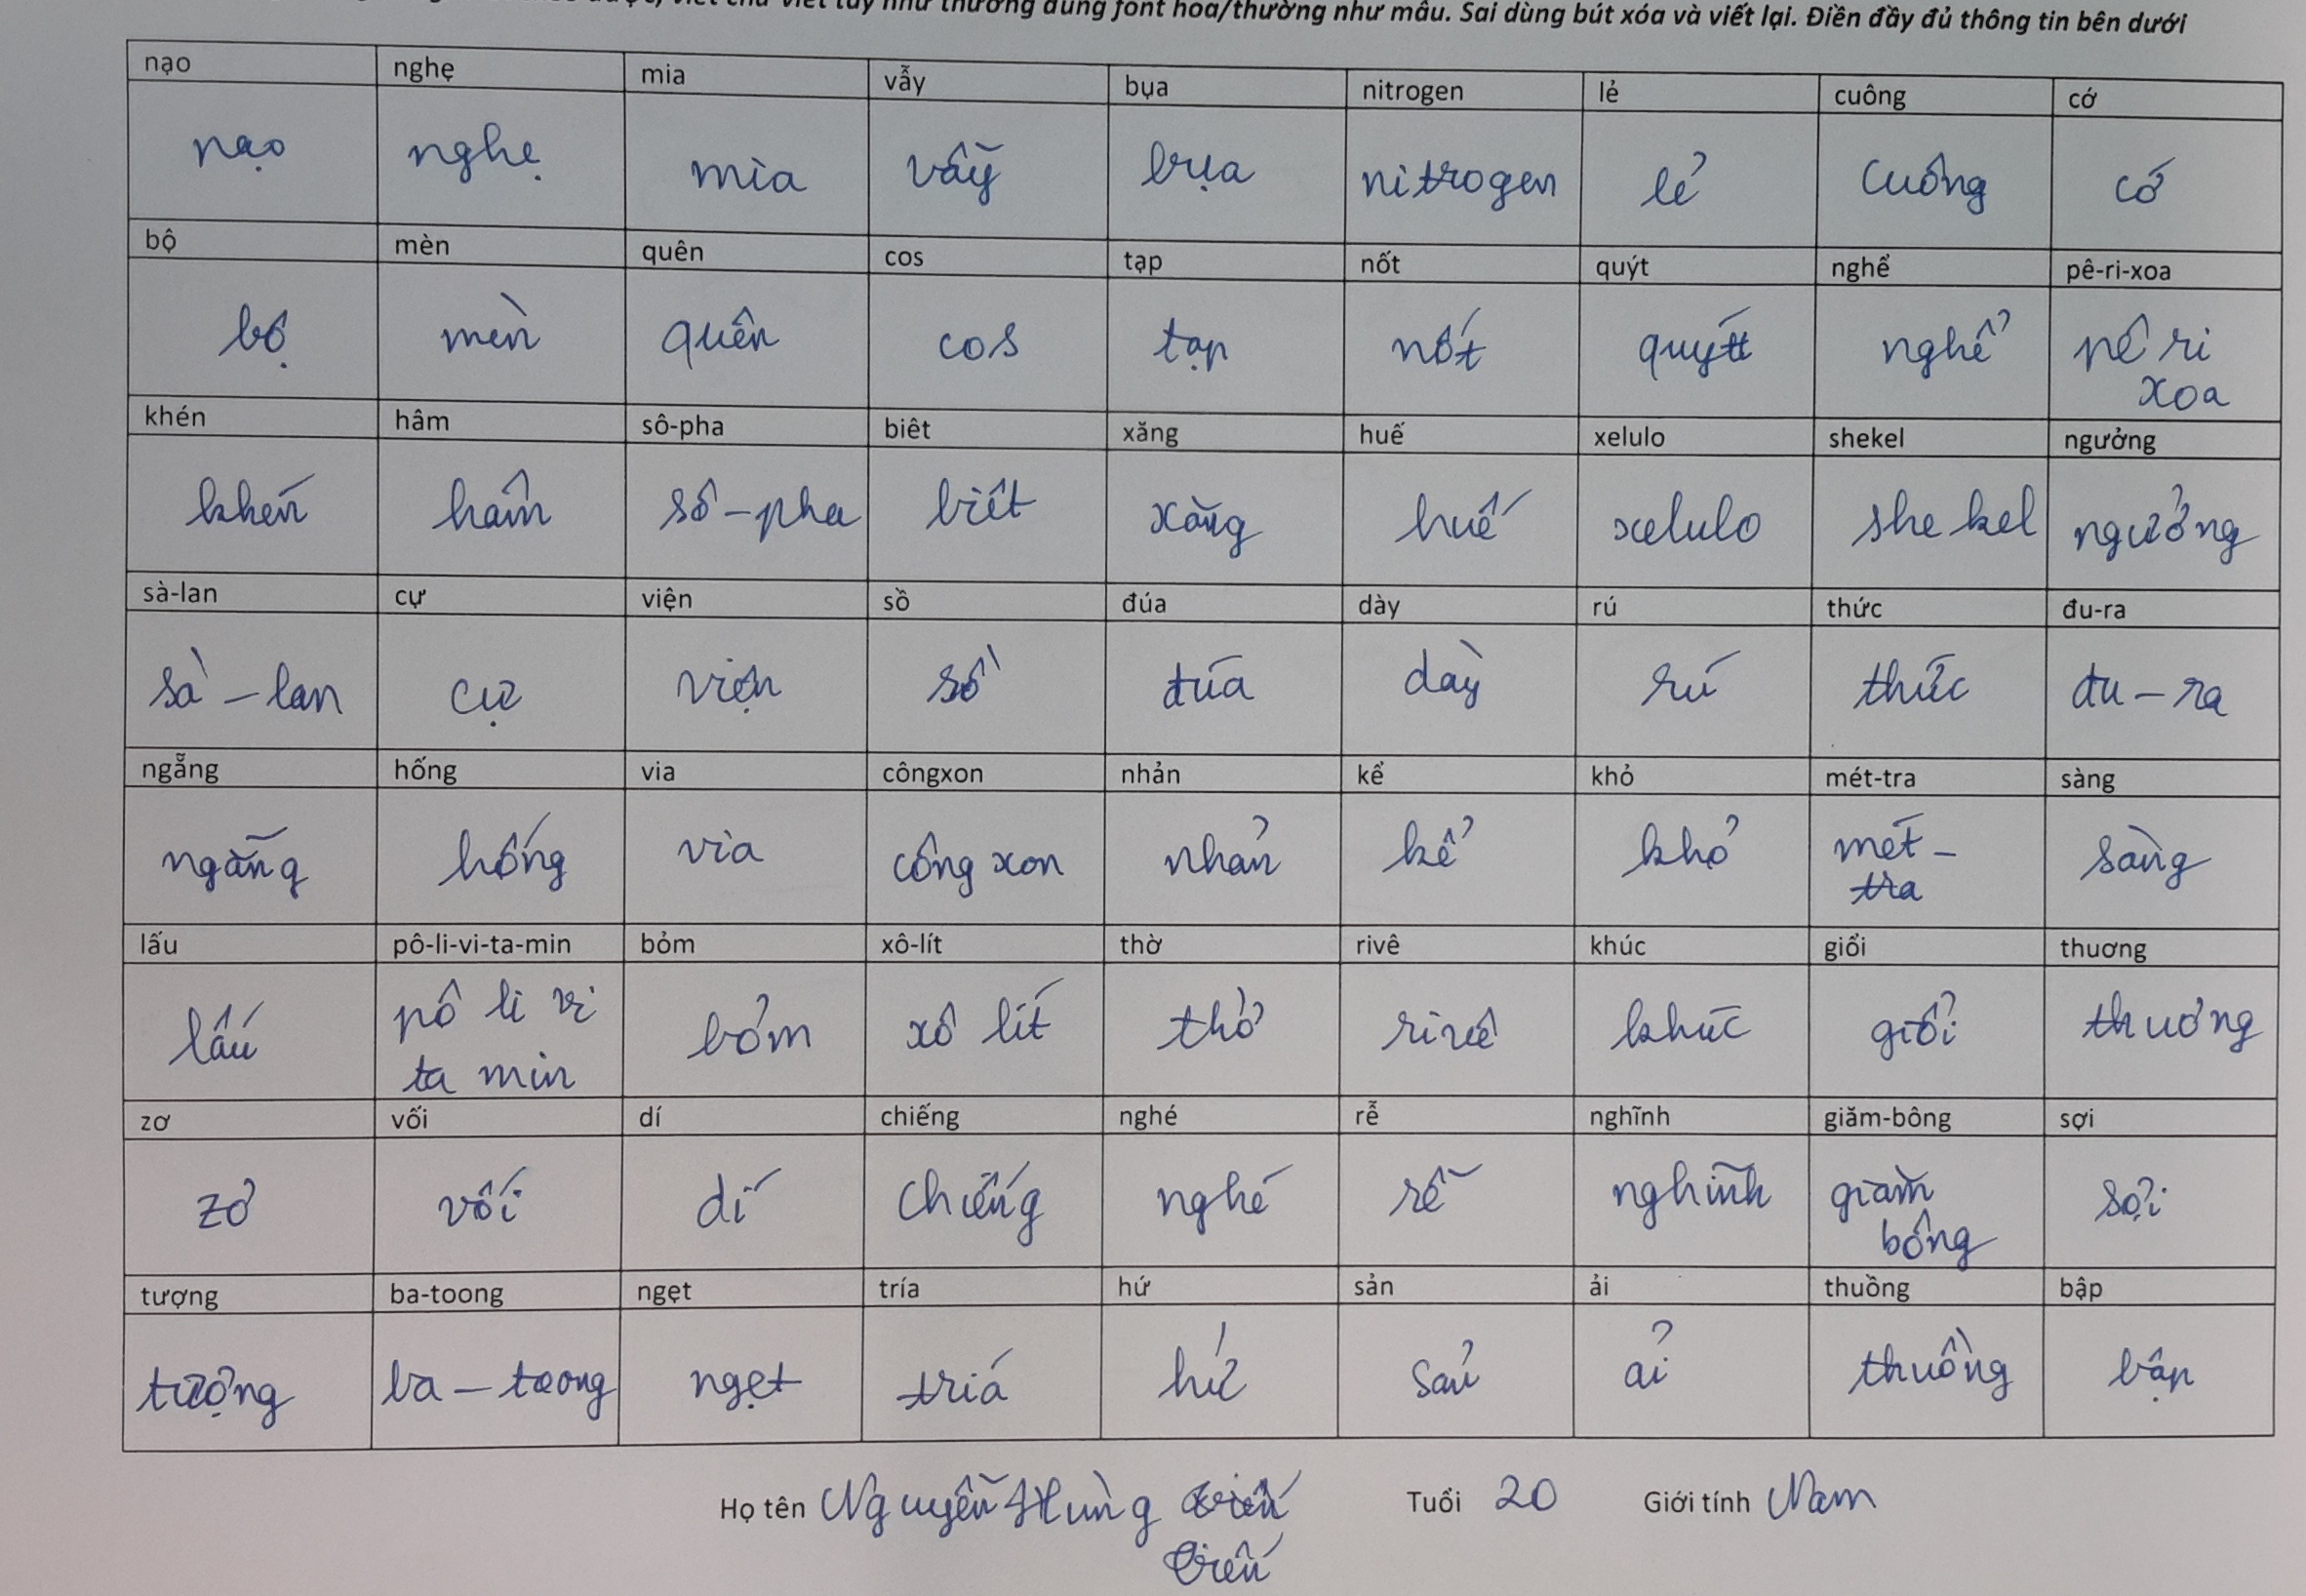 viết chữ viết tay như thường dùng font hoa/thường như mẫu. Sai dùng bút xóa và viết lại. Điền đầy đủ thông tin bên dưới
nạo nghẹ mia vẫy bụa nitrogen lẻ cuông cớ
nạo nghẹ mia vẫy bụa nitrogen lẻ cuông cớ
bộ mèn quên cos tạp nốt quýt nghể pê-ri-xoa
bộ mèn quên cos tạp nốt quýt nghể pê ri
xoa
khén hâm sô-pha biêt xăng huế xelulo shekel ngưởng
khén hâm sô-pha biêt xăng huế xelulo shekel ngưởng
sà-lan cự viện sồ đúa dày rú thức đu-ra
sà-lan cự viện sồ đúa dày rú thức đu-ra
ngẵng hống via côngxon nhản kể khỏ mét-tra sàng
ngẵng hống via công xon nhản kể khỏ mét-
tra sàng
lấu pô-li-vi-ta-min bỏm xô-lít thờ rivê khúc giổi thuơng
lấu pô li vi
ta min bỏm xô lít thờ rivê khúc giổi thuơng
zơ vối dí chiếng nghé rễ nghĩnh giăm-bông sợi
zơ vối dí chiếng nghé rễ nghĩnh giăm
bông sợi
tượng ba-toong ngẹt tría hứ sản ải thuồng bập
tượng ba-toong ngẹt triá hứ sản ải thuồng bập
Họ tên Nguyễn Hùng Tuổi 20 Giới tính Nam